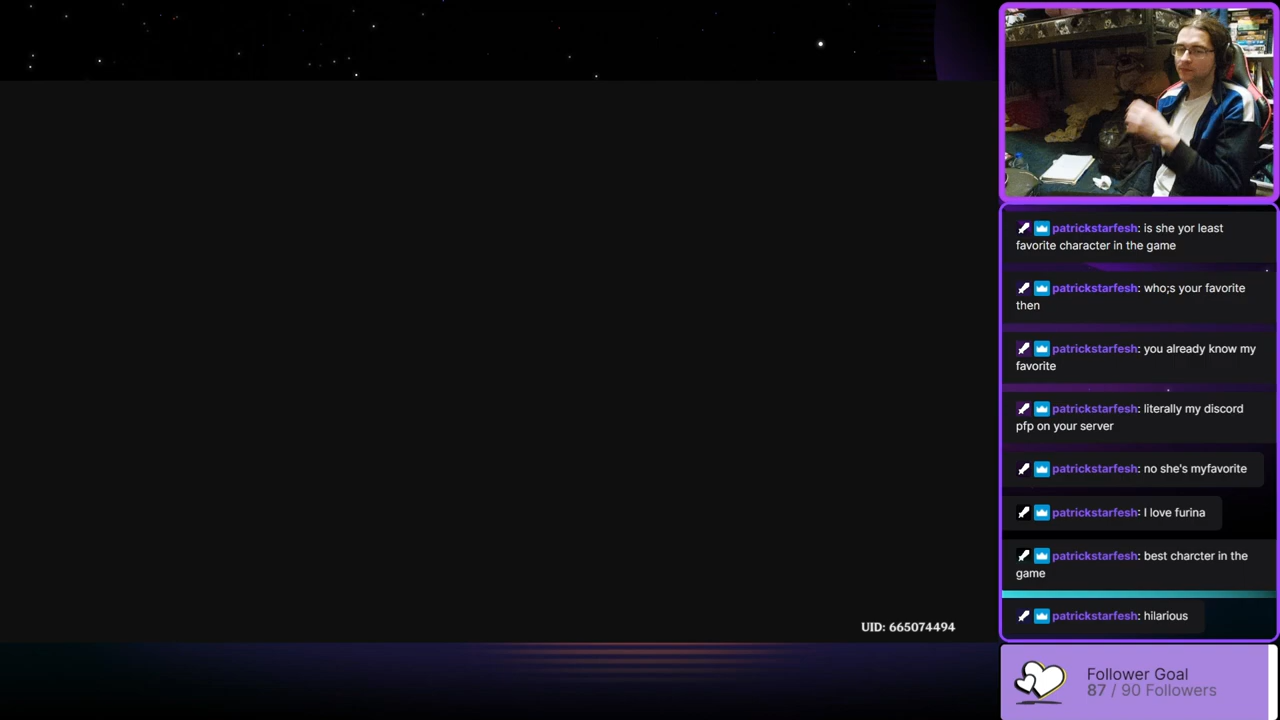 patrickstarfesh: is she yor least
favorite character in the game
patrickstarfesh: who;s your favorite
then
patrickstarfesh: you already know my
favorite
patrickstarfesh: literally my discord
pfp on your server
patrickstarfesh: no she's myfavorite
patrickstarfesh: I love furina
patrickstarfesh: best charcter in the
game
patrickstarfesh: hilarious
UID: 665074494
Follower Goal
87 / 90 Followers